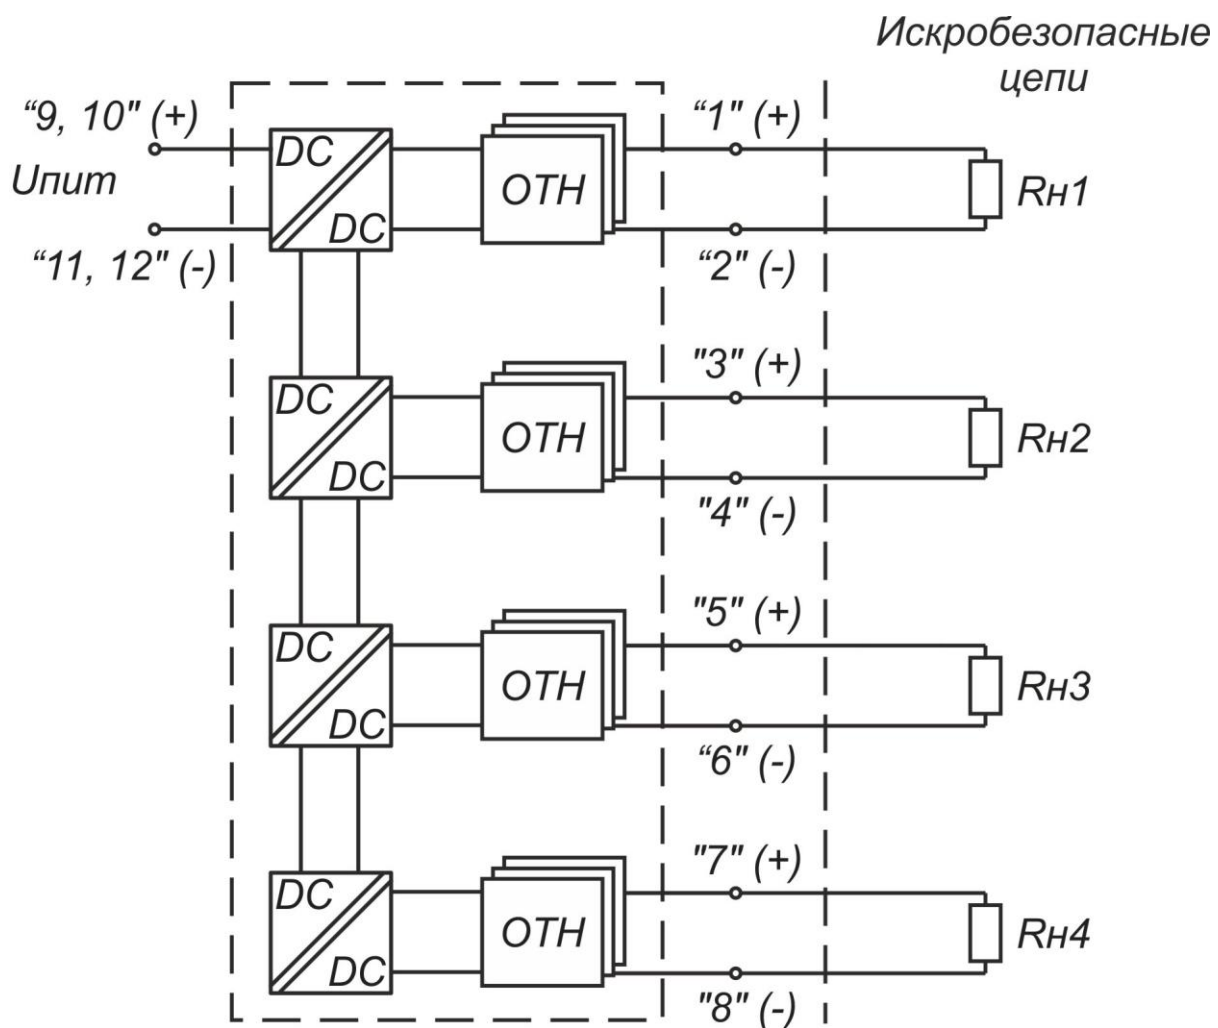 Искробезопасные
цепи
“9, 10" (+)
Uпит
“11, 12" (-)
DC
DC
ОТН
“1" (+)
“2" (-)
Rн1
DC
DC
ОТН
"3" (+)
"4" (-)
Rн2
DC
DC
ОТН
"5" (+)
“6" (-)
Rн3
DC
DC
ОТН
"7" (+)
"8" (-)
Rн4